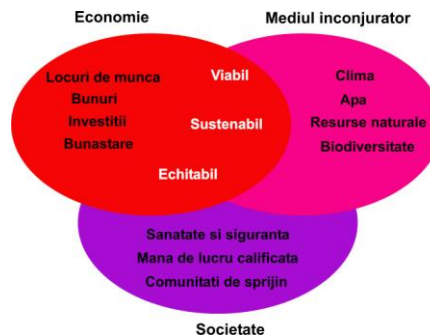 Economie
Mediul inconjurator
Locuri de munca
Bunuri
Investitii
Bunastare
Viabil
Sustenabil
Echitabil
Clima
Apa
Resurse naturale
Biodiversitate
Sanatate si siguranta
Mana de lucru calificata
Comunitati de sprijin
Societate